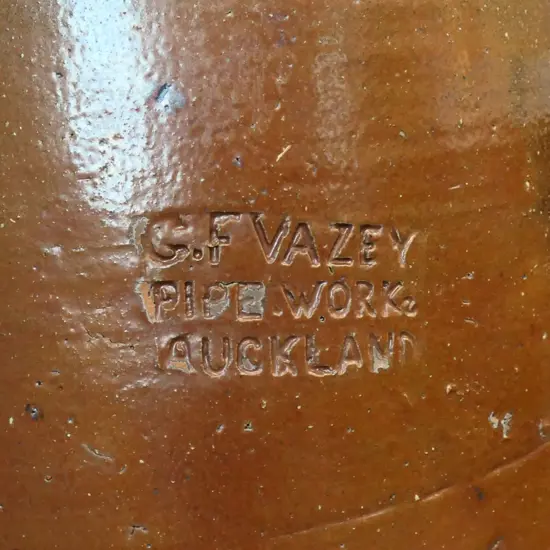 G.F VAZEY
PIPE WORKS
AUCKLAND